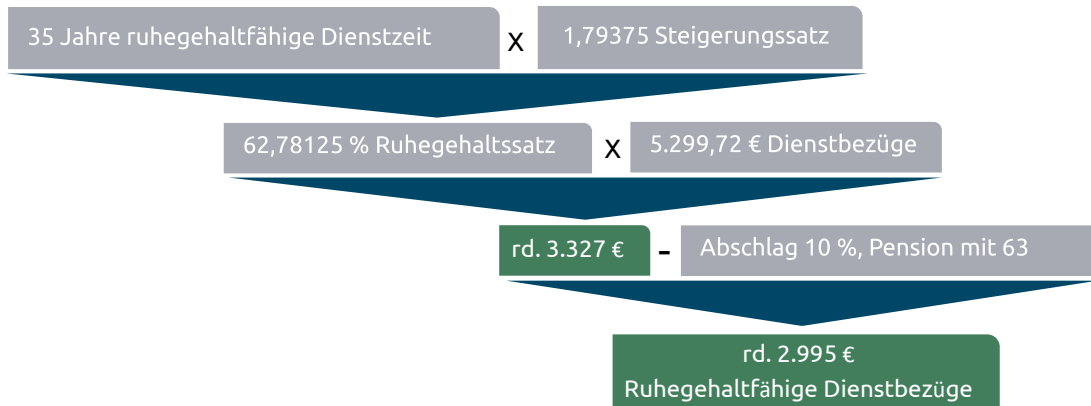 35 Jahre ruhegehaltfähige Dienstzeit x 1,79375 Steigerungssatz
62,78125 % Ruhegehaltssatz x 5.299,72 € Dienstbezüge
rd. 3.327 € - Abschlag 10 %, Pension mit 63
rd. 2.995 €
Ruhegehaltfähige Dienstbezüge